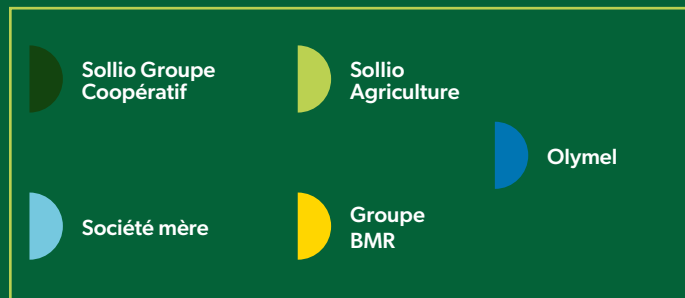 Sollio Groupe
Coopératif
Sollio
Agriculture
Olymel
Société mère
Groupe
BMR